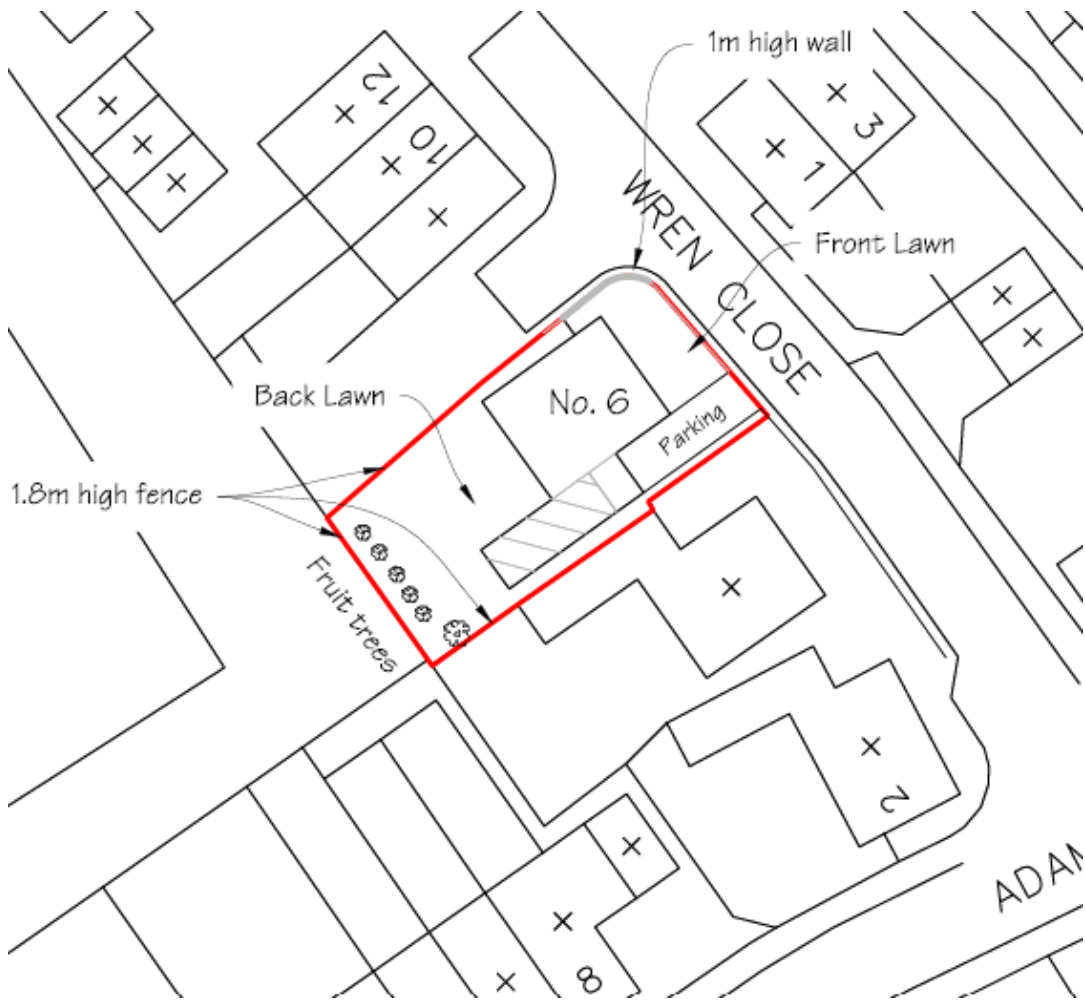 1m high wall
12
10
3
1
WREN CLOSE
Front Lawn
Back Lawn
No. 6
Parking
1.8m high fence
Fruit trees
2
8
ADAM